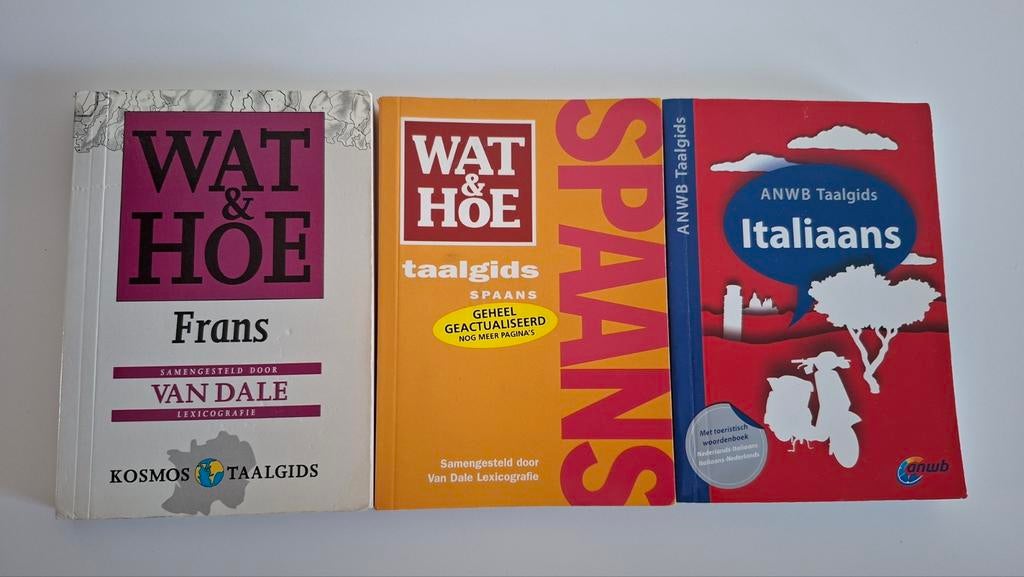 WAT
&
HOE
Frans
SAMENGESTELD DOOR
VAN DALE
LEXICOGRAFIE
KOSMOS TAALGIDS
WAT
&
HOE
taalgids
SPAANS
GEHEEL
GEACTUALISEERD
NOG MEER PAGINA'S
Samengesteld door
Van Dale Lexicografie
SPAANS
ANWB Taalgids
ANWB Taalgids
Italiaans
Met toeristisch
woordenboek
Nederlands-Italiaans
Italiaans-Nederlands
anwb